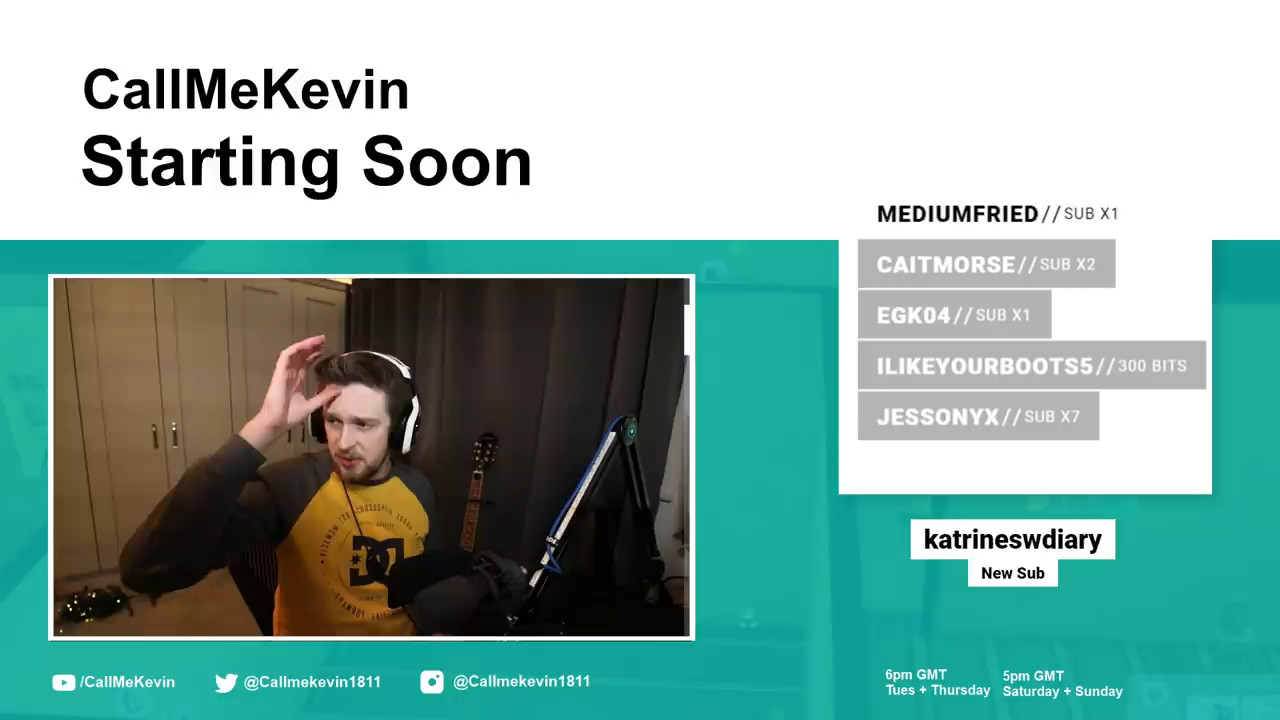 CallMeKevin
Starting Soon
MEDIUMFRIED//SUB X1
CAITMORSE//SUB X2
EGK04//SUB X1
ILIKEYOURBOOTS5//300 BITS
JESSONYX//SUB X7
katrineswdiary
New Sub
DC
/CallMeKevin
@Callmekevin1811
@Callmekevin1811
6pm GMT
Tues + Thursday
5pm GMT
Saturday + Sunday